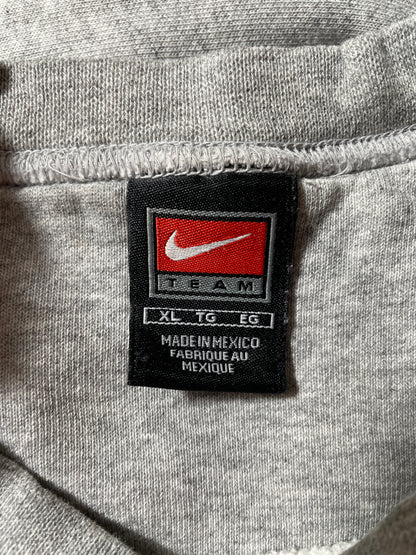 TEAM
XL TG EG
MADE IN MEXICO
FABRIQUE AU
MEXIQUE